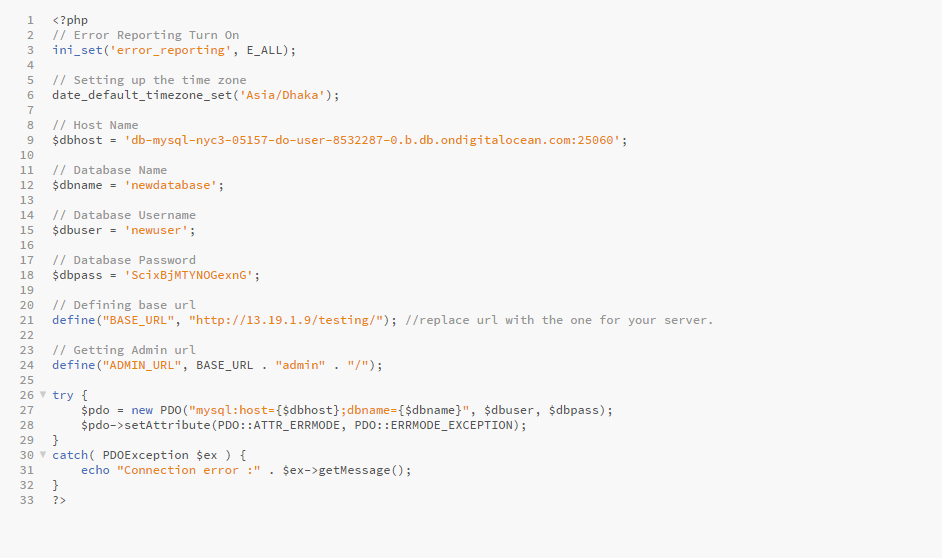 1 <?php
2 // Error Reporting Turn On
3 ini_set('error_reporting', E_ALL);
4
5 // Setting up the time zone
6 date_default_timezone_set('Asia/Dhaka');
7
8 // Host Name
9 $dbhost = 'db-mysql-nyc3-05157-do-user-8532287-0.b.db.ondigitalocean.com:25060';
10
11 // Database Name
12 $dbname = 'newdatabase';
13
14 // Database Username
15 $dbuser = 'newuser';
16
17 // Database Password
18 $dbpass = 'ScixBjMTYNOGexnG';
19
20 // Defining base url
21 define("BASE_URL", "http://13.19.1.9/testing/"); //replace url with the one for your server.
22
23 // Getting Admin url
24 define("ADMIN_URL", BASE_URL . "admin" . "/");
25
26 try {
27     $pdo = new PDO("mysql:host={$dbhost};dbname={$dbname}", $dbuser, $dbpass);
28     $pdo->setAttribute(PDO::ATTR_ERRMODE, PDO::ERRMODE_EXCEPTION);
29 }
30 catch( PDOException $ex ) {
31     echo "Connection error :" . $ex->getMessage();
32 }
33 ?>